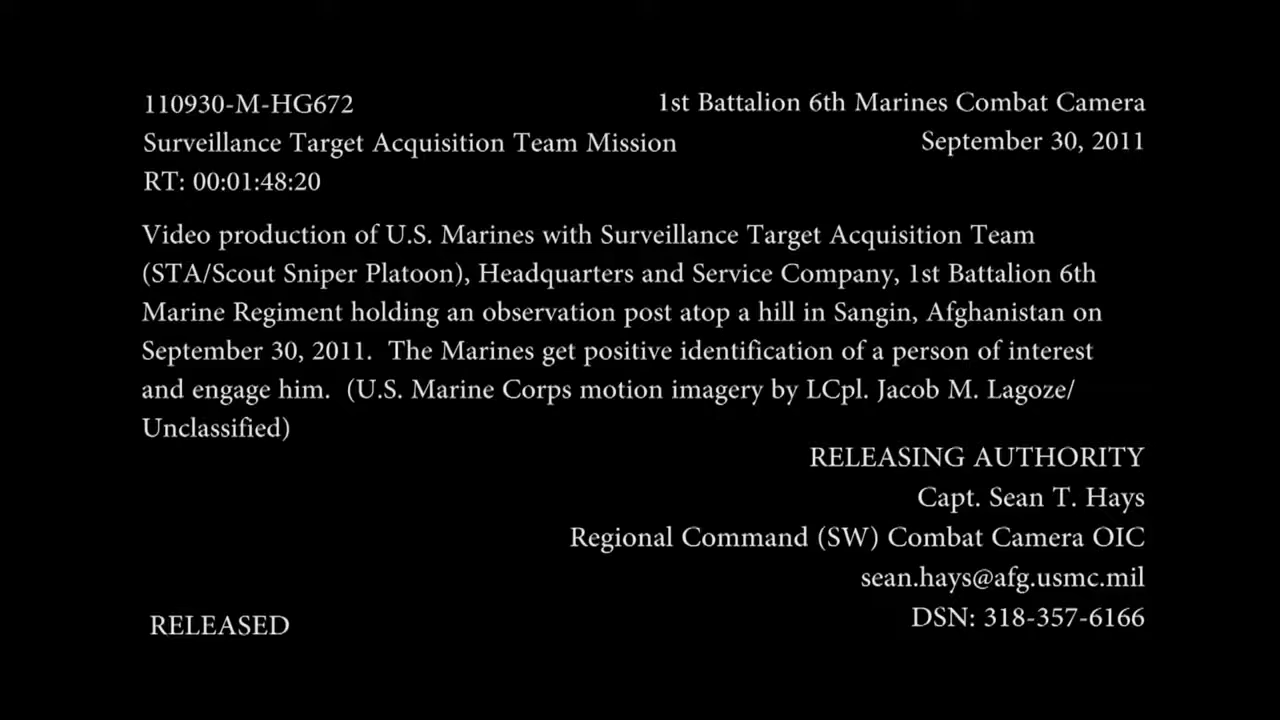 110930-M-HG672
1st Battalion 6th Marines Combat Camera
Surveillance Target Acquisition Team Mission
September 30, 2011
RT: 00:01:48:20
Video production of U.S. Marines with Surveillance Target Acquisition Team
(STA/Scout Sniper Platoon), Headquarters and Service Company, 1st Battalion 6th
Marine Regiment holding an observation post atop a hill in Sangin, Afghanistan on
September 30, 2011.  The Marines get positive identification of a person of interest
and engage him.  (U.S. Marine Corps motion imagery by LCpl. Jacob M. Lagoze/
Unclassified)
RELEASING AUTHORITY
Capt. Sean T. Hays
Regional Command (SW) Combat Camera OIC
sean.hays@afg.usmc.mil
DSN: 318-357-6166
RELEASED